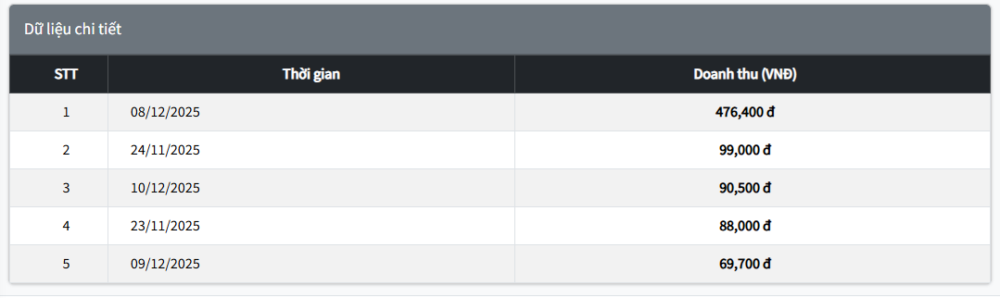 Dữ liệu chi tiết
STT Thời gian Doanh thu (VNĐ)
1 08/12/2025 476,400 đ
2 24/11/2025 99,000 đ
3 10/12/2025 90,500 đ
4 23/11/2025 88,000 đ
5 09/12/2025 69,700 đ